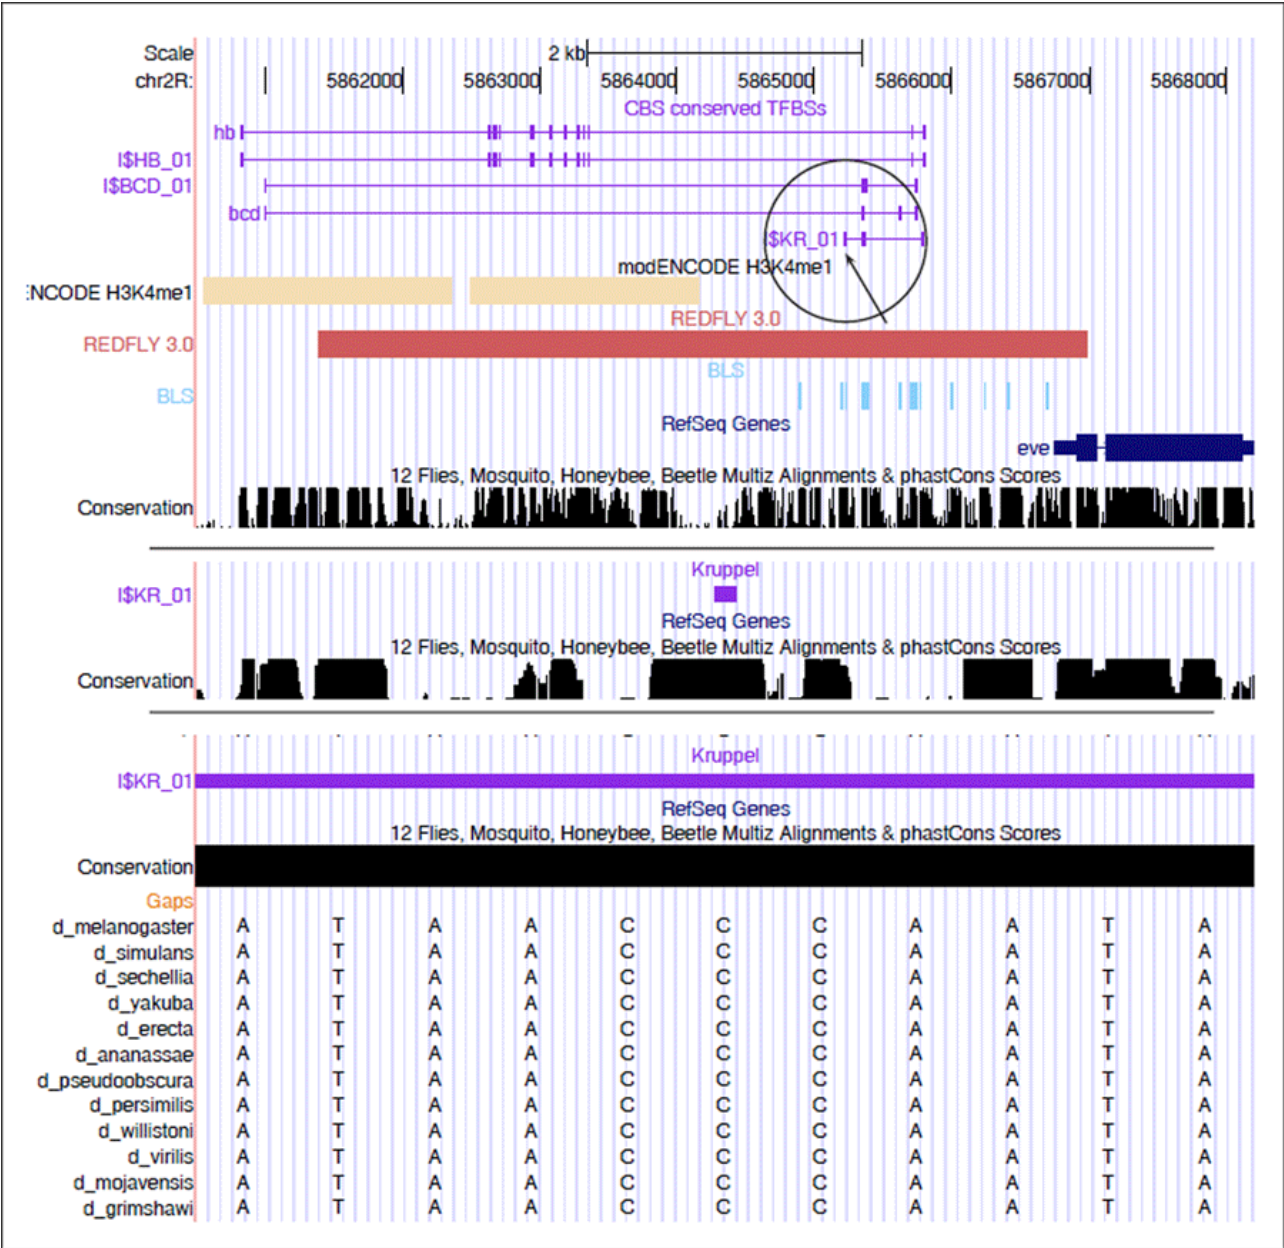 Scale 2 kb
chr2R: 5862000 5863000 5864000 5865000 5866000 5867000 5868000
CBS conserved TFBSs
hb
I$HB_01
I$BCD_01
bcd
$KR_01
modENCODE H3K4me1
NCODE H3K4me1
REDFLY 3.0
REDFLY 3.0
BLS
BLS
RefSeq Genes
eve
12 Flies, Mosquito, Honeybee, Beetle Multiz Alignments & phastCons Scores
Conservation
Kruppel
I$KR_01
RefSeq Genes
12 Flies, Mosquito, Honeybee, Beetle Multiz Alignments & phastCons Scores
Conservation
Kruppel
I$KR_01
RefSeq Genes
12 Flies, Mosquito, Honeybee, Beetle Multiz Alignments & phastCons Scores
Conservation
Gaps
d_melanogaster A T A A C C C A A T A
d_simulans A T A A C C C A A T A
d_sechellia A T A A C C C A A T A
d_yakuba A T A A C C C A A T A
d_erecta A T A A C C C A A T A
d_ananassae A T A A C C C A A T A
d_pseudoobscura A T A A C C C A A T A
d_persimilis A T A A C C C A A T A
d_willistoni A T A A C C C A A T A
d_virilis A T A A C C C A A T A
d_mojavensis A T A A C C C A A T A
d_grimshawi A T A A C C C A A T A